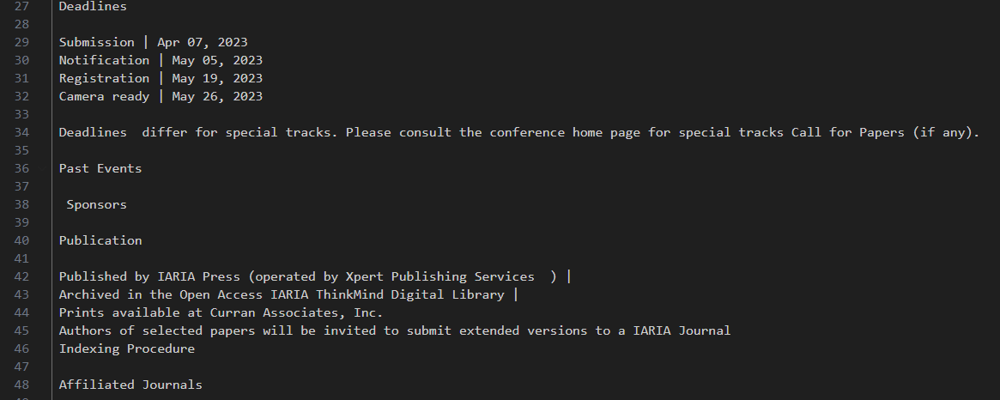 27 Deadlines
28
29 Submission | Apr 07, 2023
30 Notification | May 05, 2023
31 Registration | May 19, 2023
32 Camera ready | May 26, 2023
33
34 Deadlines  differ for special tracks. Please consult the conference home page for special tracks Call for Papers (if any).
35
36 Past Events
37
38  Sponsors
39
40 Publication
41
42 Published by IARIA Press (operated by Xpert Publishing Services  ) |
43 Archived in the Open Access IARIA ThinkMind Digital Library |
44 Prints available at Curran Associates, Inc.
45 Authors of selected papers will be invited to submit extended versions to a IARIA Journal
46 Indexing Procedure
47
48 Affiliated Journals